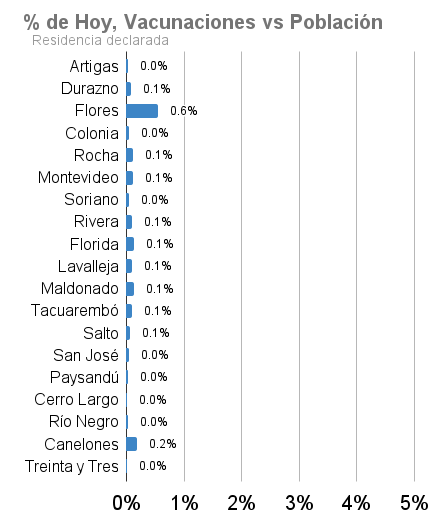 % de Hoy, Vacunaciones vs Población
Residencia declarada
Artigas 0.0%
Durazno 0.1%
Flores 0.6%
Colonia 0.0%
Rocha 0.1%
Montevideo 0.1%
Soriano 0.0%
Rivera 0.1%
Florida 0.1%
Lavalleja 0.1%
Maldonado 0.1%
Tacuarembó 0.1%
Salto 0.1%
San José 0.0%
Paysandú 0.0%
Cerro Largo 0.0%
Río Negro 0.0%
Canelones 0.2%
Treinta y Tres 0.0%
0% 1% 2% 3% 4% 5%